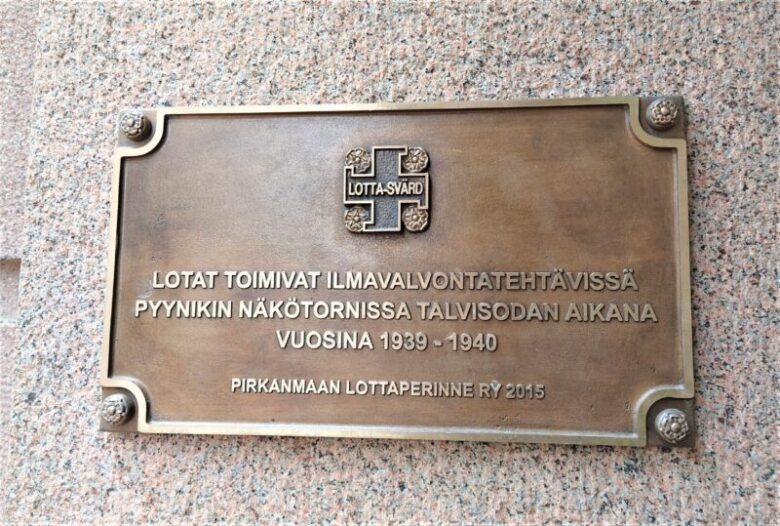 LOTTA-SVÄRD
LOTAT TOIMIVAT ILMAVALVONTATEHTÄVISSÄ
PYYNIKIN NÄKÖTORNISSA TALVISODAN AIKANA
VUOSINA 1939 - 1940
PIRKANMAAN LOTTAPERINNE RY 2015